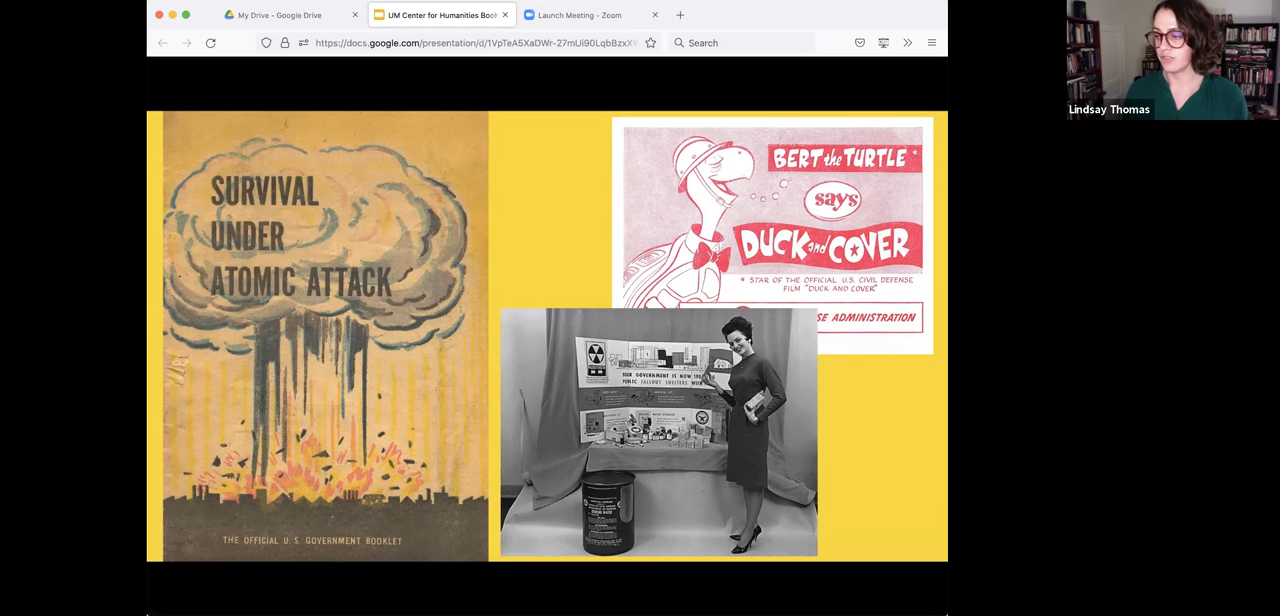 My Drive - Google Drive
UM Center for Humanities Book
Launch Meeting - Zoom
https://docs.google.com/presentation/d/1VpTeA5XaDWr-27mUi90LqbBzxX
Search
Lindsay Thomas
SURVIVAL
UNDER
ATOMIC ATTACK
THE OFFICIAL U.S. GOVERNMENT BOOKLET
BERT the TURTLE *
says
DUCK and COVER
* STAR OF THE OFFICIAL U.S. CIVIL DEFENSE
FILM "DUCK AND COVER"
SE ADMINISTRATION
YOUR GOVERNMENT IS NOW
PUBLIC FALLOUT SHELTERS WITH